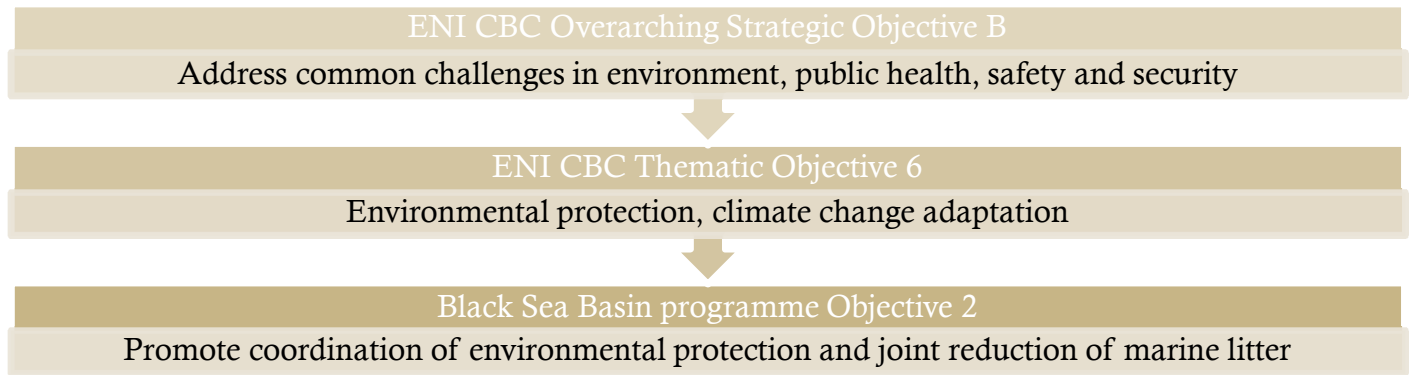 ENI CBC Overarching Strategic Objective B
Address common challenges in environment, public health, safety and security
ENI CBC Thematic Objective 6
Environmental protection, climate change adaptation
Black Sea Basin programme Objective 2
Promote coordination of environmental protection and joint reduction of marine litter